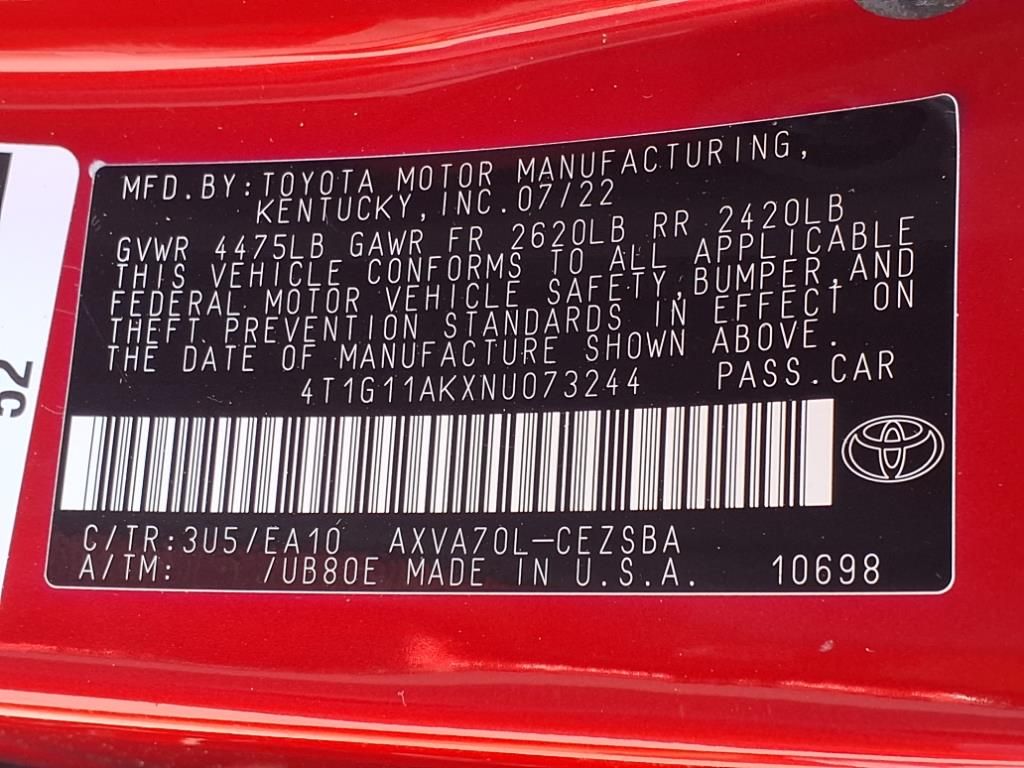 MFD.BY:TOYOTA MOTOR MANUFACTURING,
KENTUCKY,INC.07/22
GVWR 4475LB GAWR FR 2620LB RR 2420LB
THIS VEHICLE CONFORMS TO ALL APPLICABLE
FEDERAL MOTOR VEHICLE SAFETY,BUMPER,AND
THEFT PREVENTION STANDARDS IN EFFECT ON
THE DATE OF MANUFACTURE SHOWN ABOVE.
4T1G11AKXNU073244 PASS.CAR
C/TR:3U5/EA10 AXVA70L-CEZSBA
A/TM: /UB80E MADE IN U.S.A. 10698
52